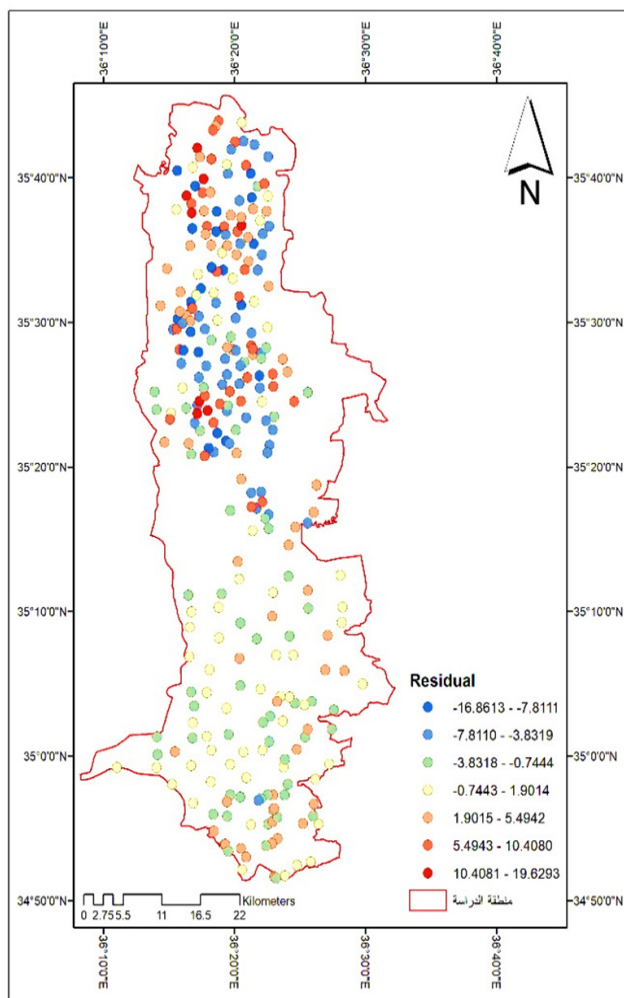 36°10'0"E 36°20'0"E 36°30'0"E 36°40'0"E
N
35°40'0"N 35°40'0"N
35°30'0"N 35°30'0"N
35°20'0"N 35°20'0"N
35°10'0"N 35°10'0"N
35°0'0"N 35°0'0"N
34°50'0"N 34°50'0"N
Residual
-16.8613 - -7.8111
-7.8110 - -3.8319
-3.8318 - -0.7444
-0.7443 - 1.9014
1.9015 - 5.4942
5.4943 - 10.4080
10.4081 - 19.6293
منطقة الدراسة
Kilometers
0 2.75 5.5 11 16.5 22
36°10'0"E 36°20'0"E 36°30'0"E 36°40'0"E